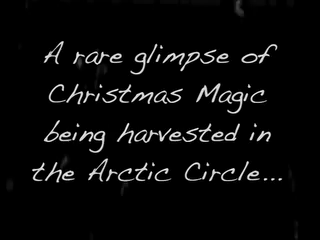 A rare glimpse of
Christmas Magic
being harvested in
the Arctic Circle...